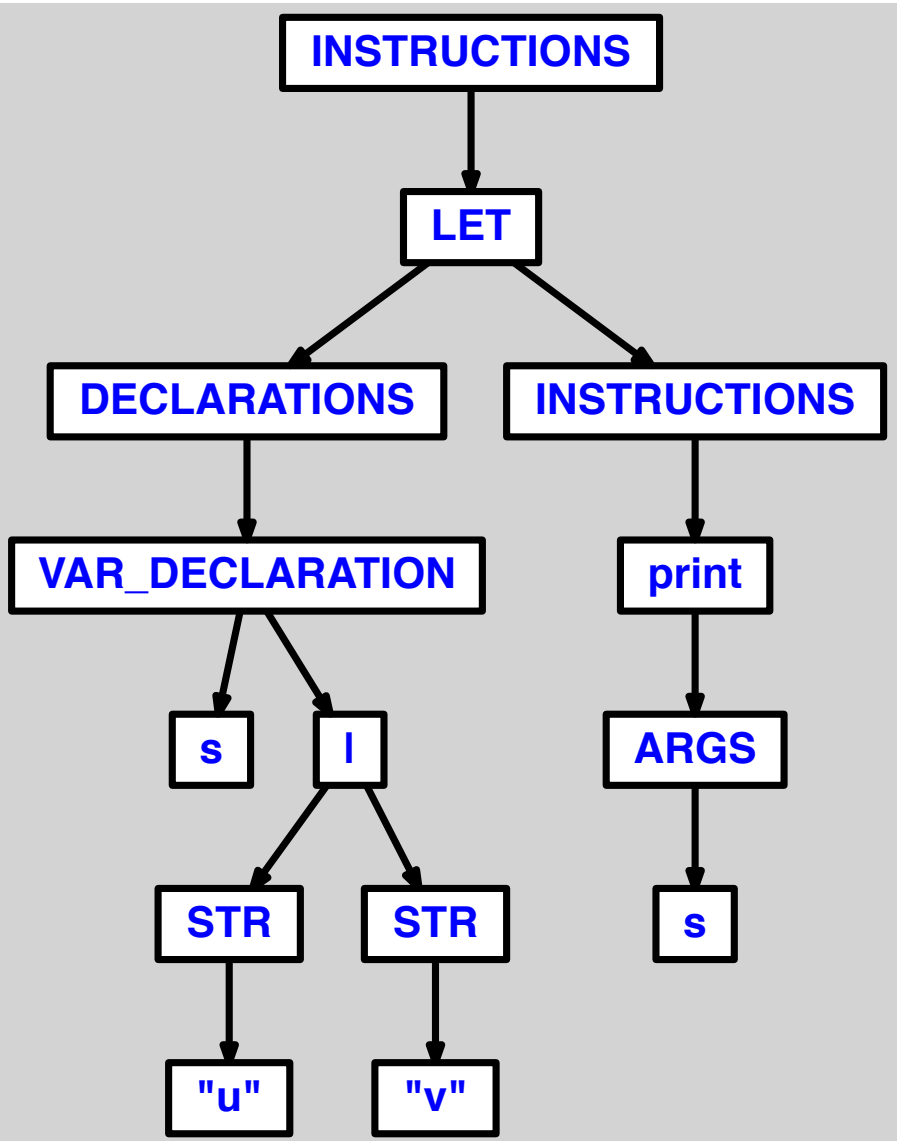 INSTRUCTIONS
LET
DECLARATIONS INSTRUCTIONS
VAR_DECLARATION print
s | ARGS
STR STR s
"u" "v"